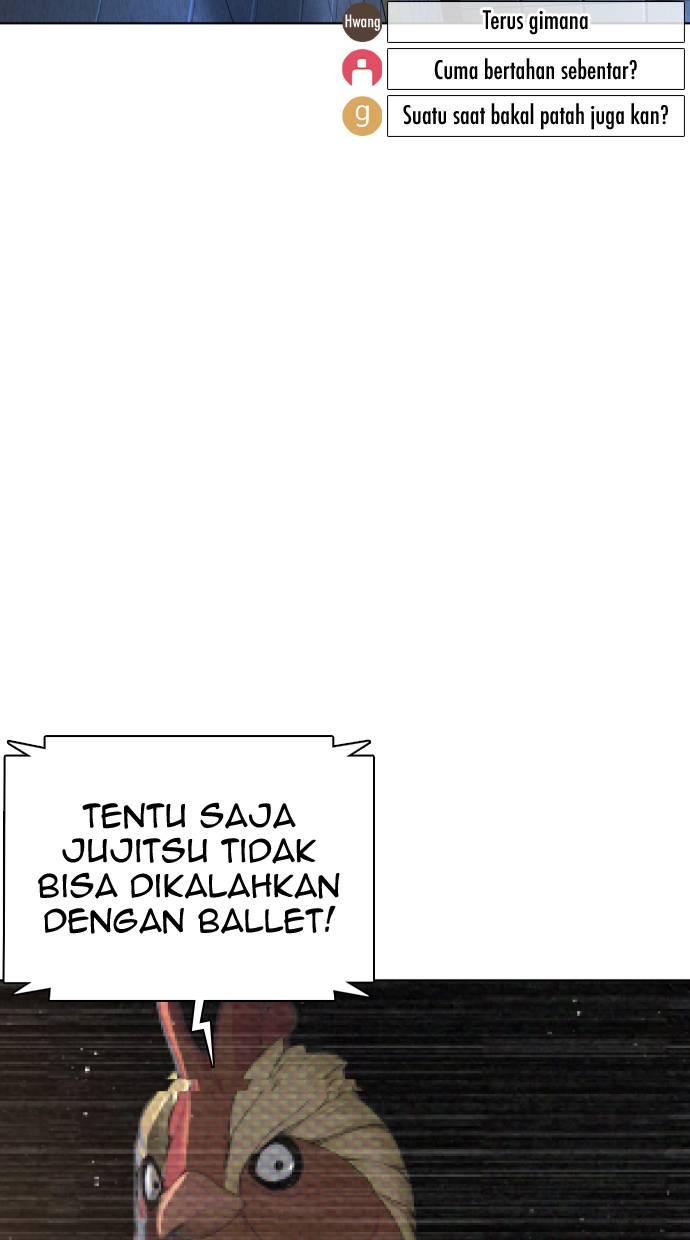 Hwang
Terus gimana
Cuma bertahan sebentar?
g
Suatu saat bakal patah juga kan?
TENTU SAJA
JUJITSU TIDAK
BISA DIKALAHKAN
DENGAN BALLET!